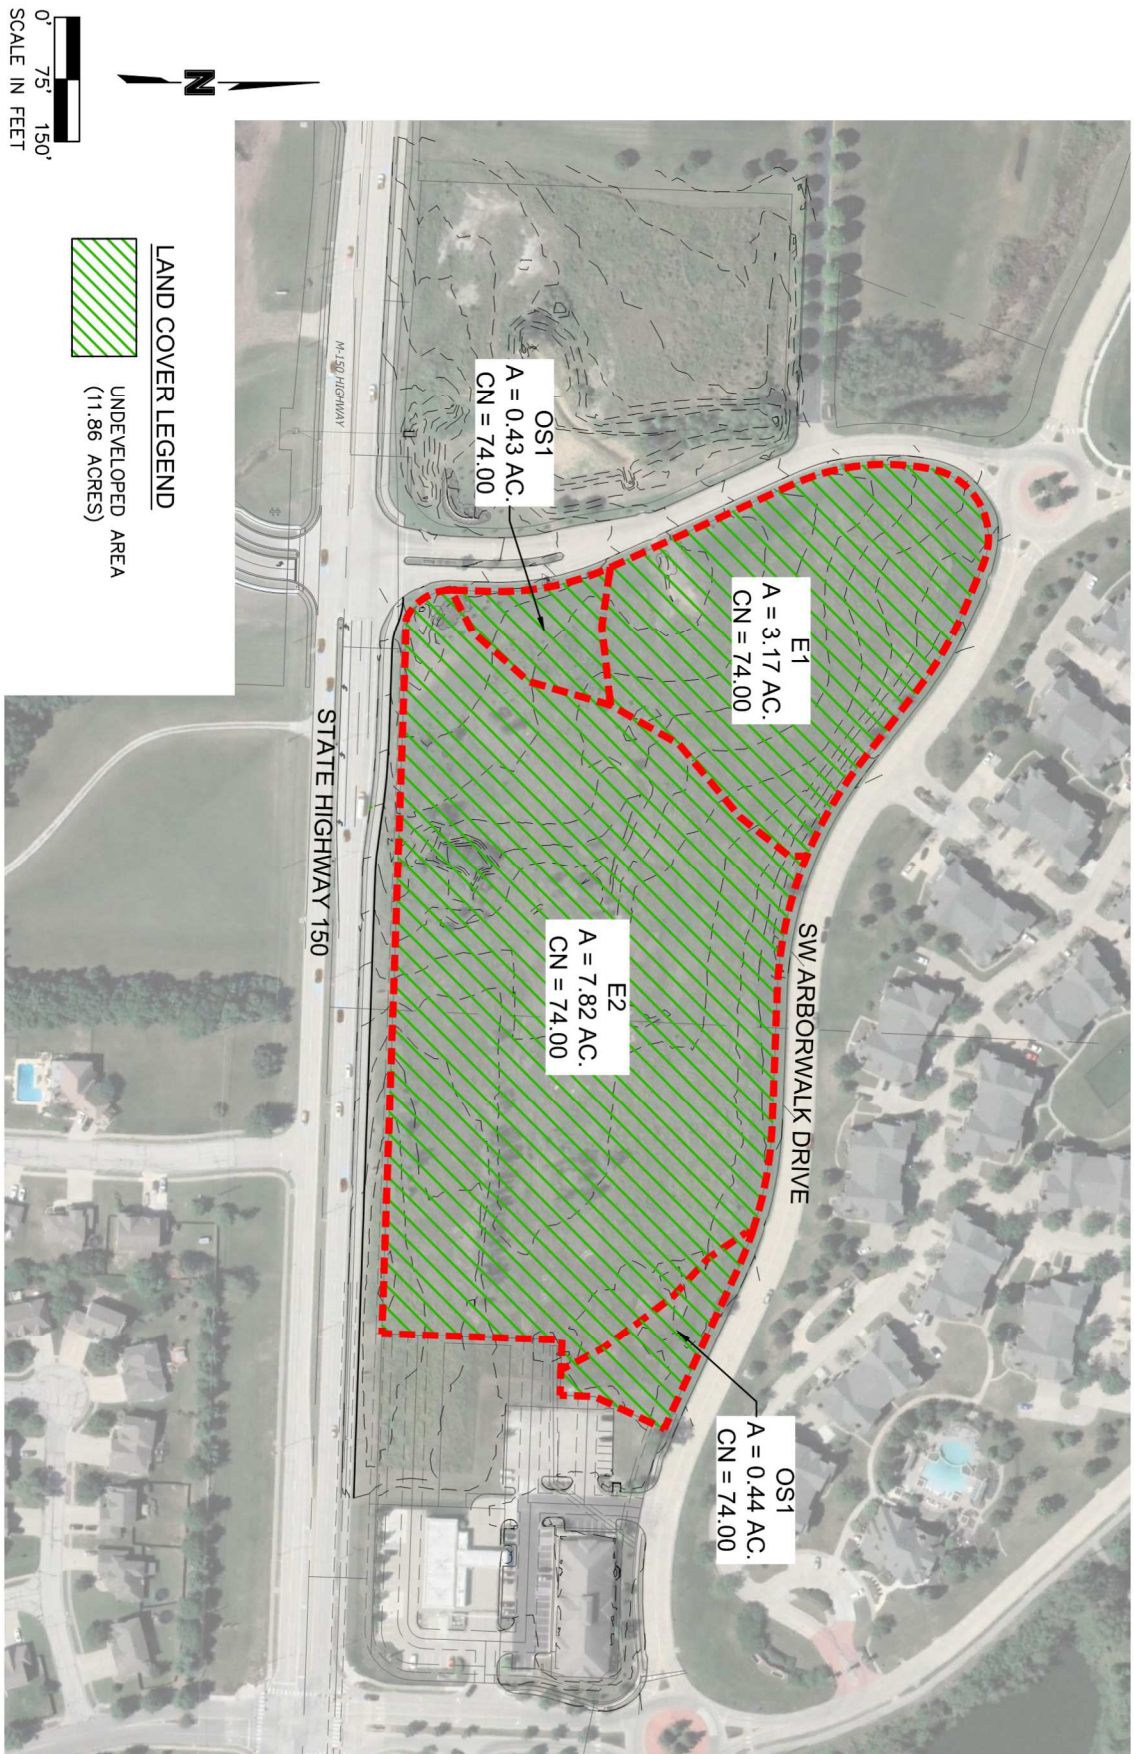 0' 75' 150'
SCALE IN FEET
N
LAND COVER LEGEND
UNDEVELOPED AREA
(11.86 ACRES)
M-150 HIGHWAY
OS1
A = 0.43 AC.
CN = 74.00
E1
A = 3.17 AC.
CN = 74.00
STATE HIGHWAY 150
E2
A = 7.82 AC.
CN = 74.00
SW ARBORWALK DRIVE
OS1
A = 0.44 AC.
CN = 74.00